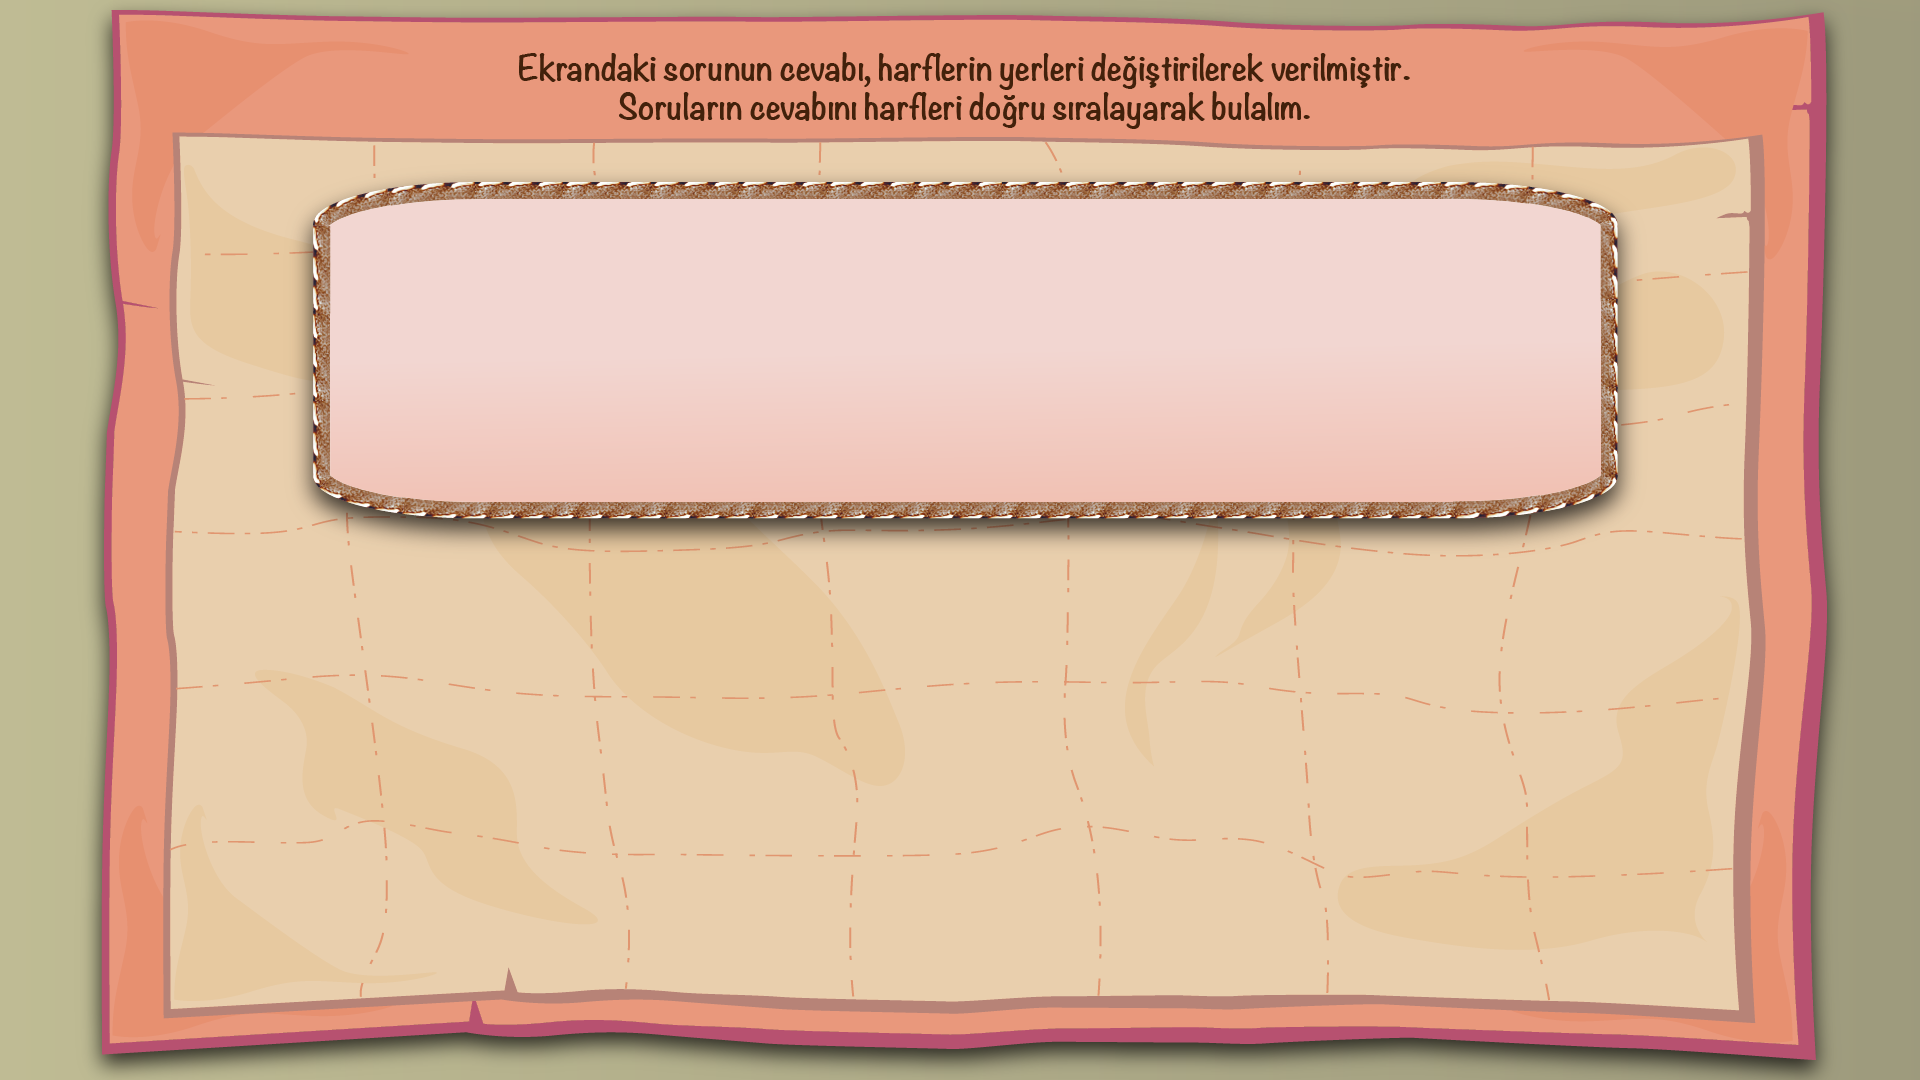 Ekrandaki sorunun cevabı, harflerin yerleri değiştirilerek verilmiştir.
Soruların cevabını harfleri doğru sıralayarak bulalım.